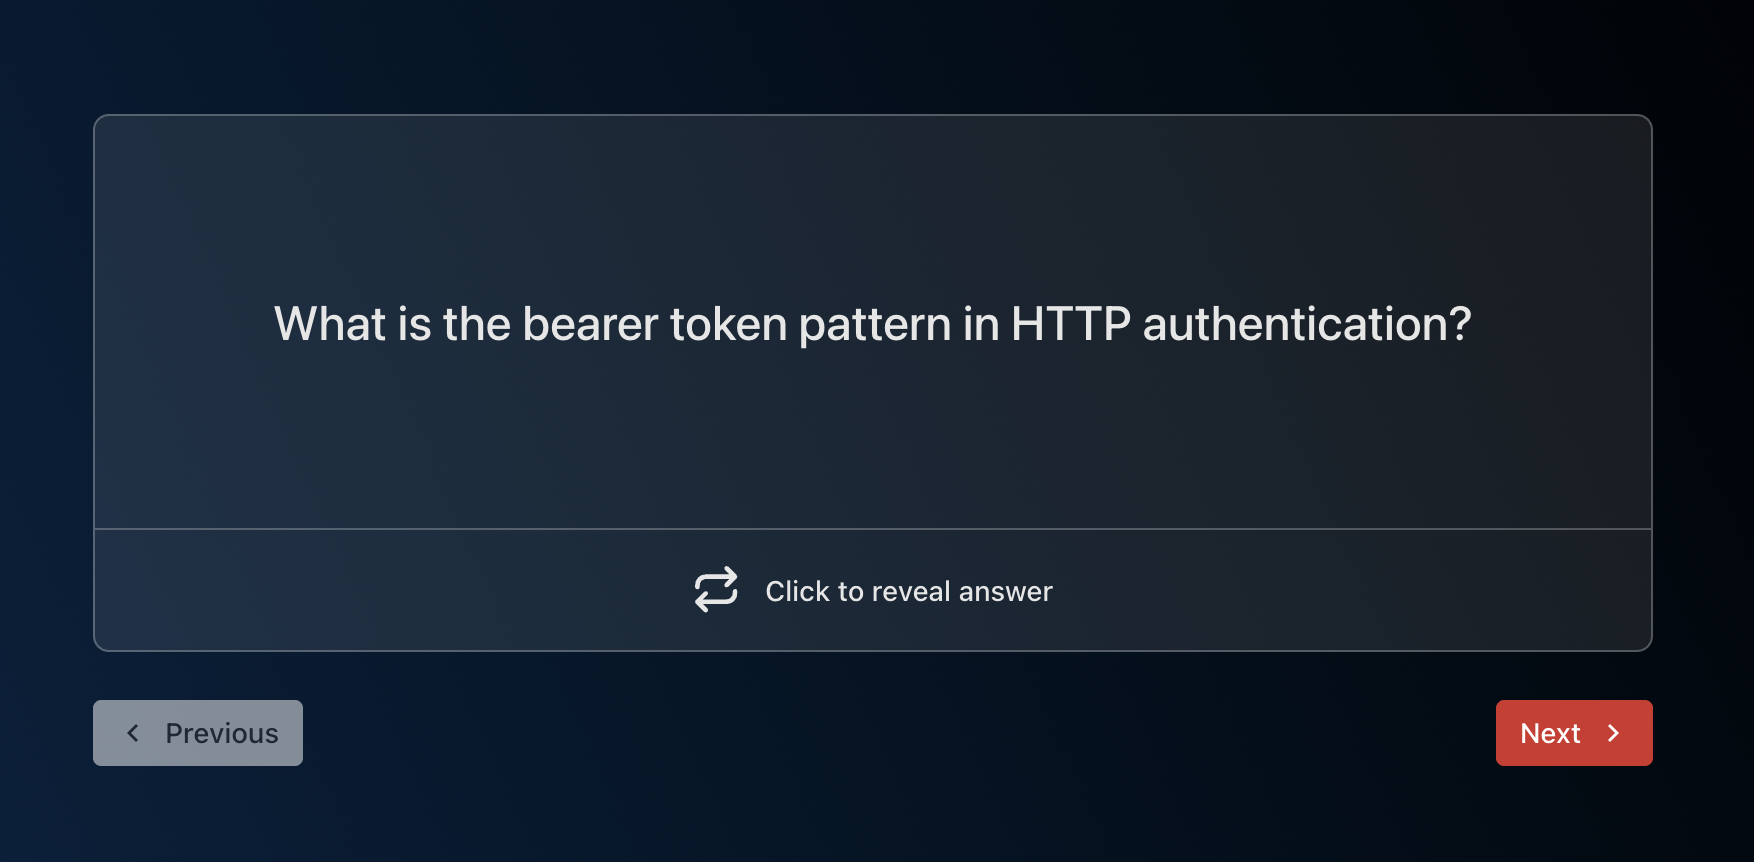 What is the bearer token pattern in HTTP authentication?
Click to reveal answer
Previous
Next